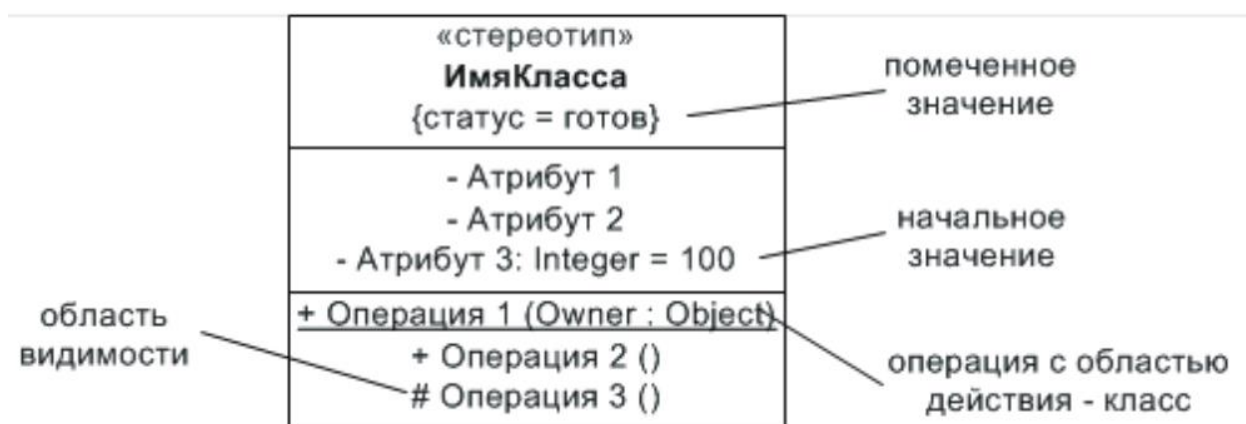 «стереотип»
ИмяКласса
{статус = готов}
помеченное
значение
- Атрибут 1
- Атрибут 2
- Атрибут 3: Integer = 100
начальное
значение
+ Операция 1 (Owner : Object)
+ Операция 2 ()
# Операция 3 ()
область
видимости
операция с областью
действия - класс